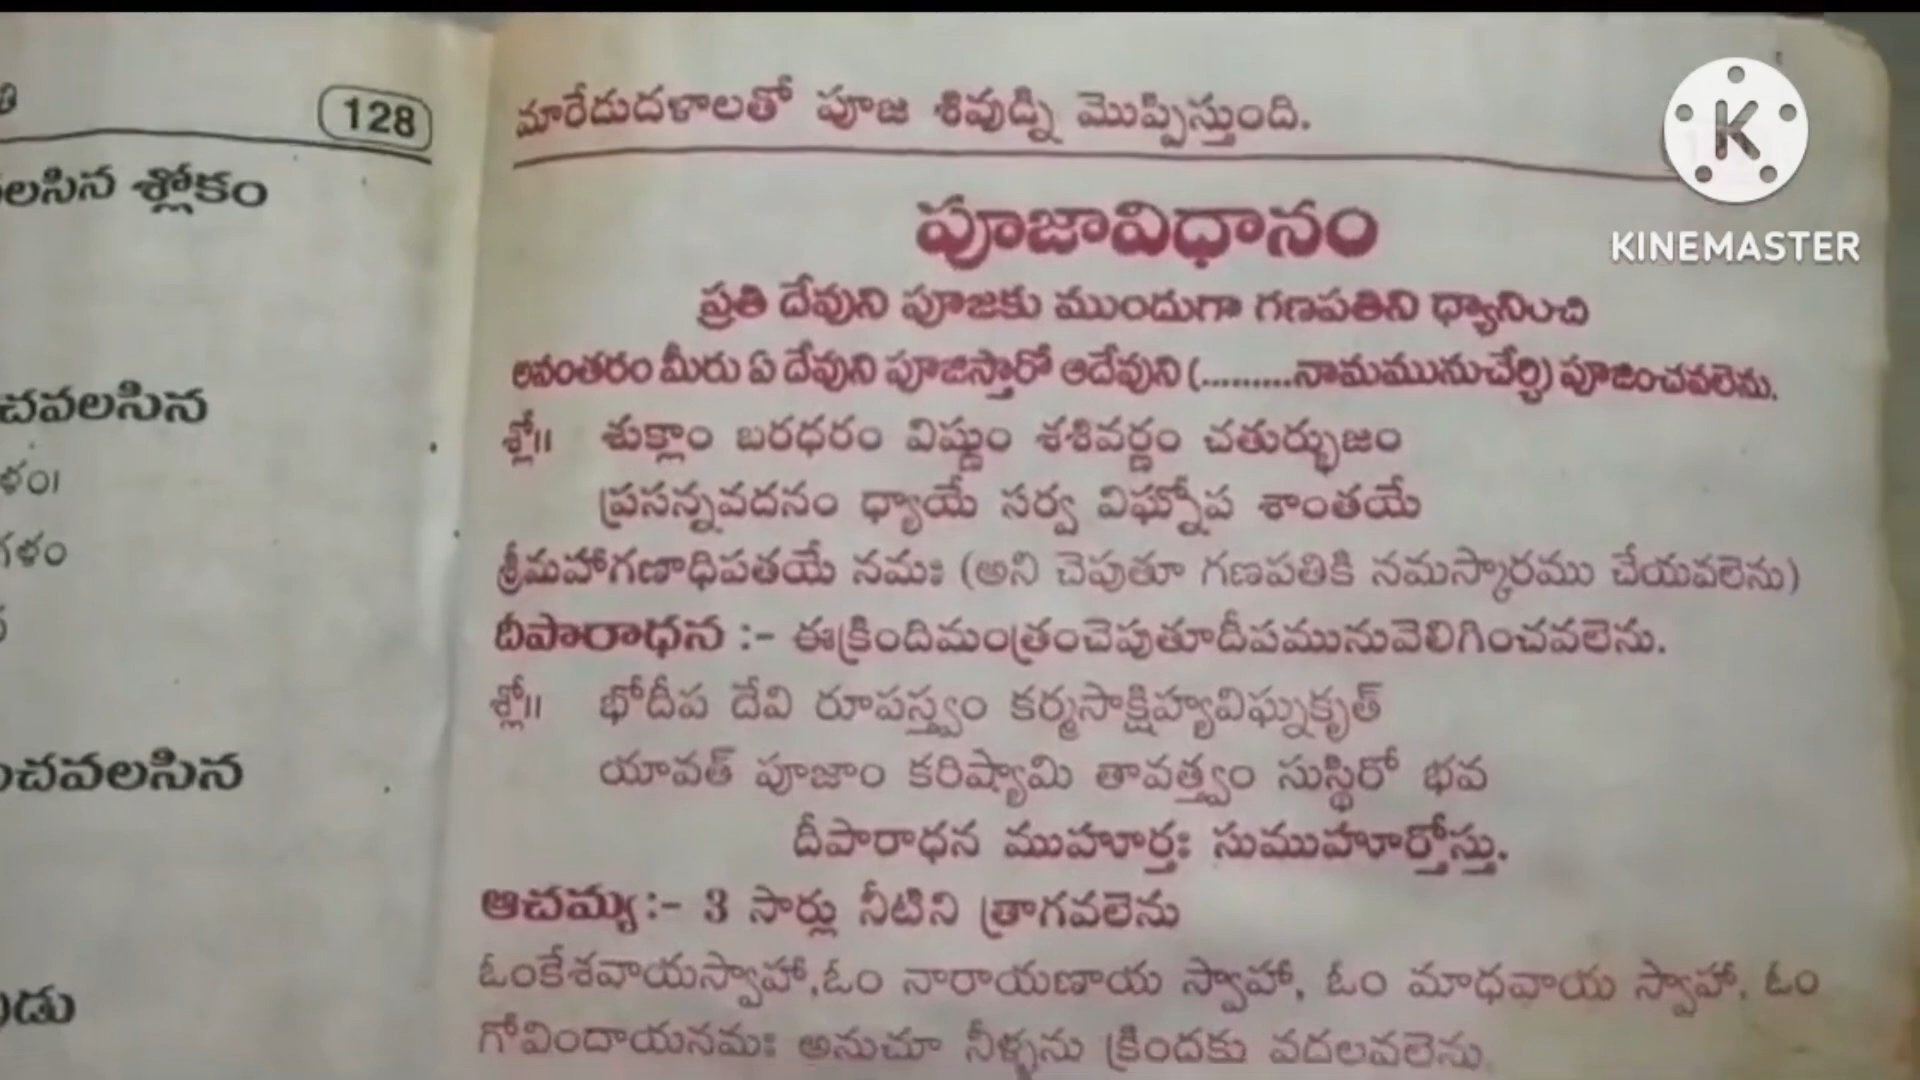 128
లసిన శ్లోకం
చవలసిన
ళం।
గళం
చవలసిన
డు
మారేడుదళాలతో పూజ శివుడ్ని మొప్పిస్తుంది.
పూజావిధానం
ప్రతి దేవుని పూజకు ముందుగా గణపతిని ధ్యానించి
అనంతరం మీరు ఏ దేవుని పూజిస్తారో ఆదేవుని (.........నామమునుచేర్చి) పూజించవలెను.
శ్లో॥ శుక్లాం బరధరం విష్ణుం శశివర్ణం చతుర్భుజం
ప్రసన్నవదనం ధ్యాయే సర్వ విఘ్నోప శాంతయే
శ్రీమహాగణాధిపతయే నమః (అని చెపుతూ గణపతికి నమస్కారము చేయవలెను)
దీపారాధన :- ఈక్రిందిమంత్రంచెపుతూదీపమునువెలిగించవలెను.
శ్లో॥ భోదీప దేవి రూపస్త్వం కర్మసాక్షిహ్యవిఘ్నకృత్
యావత్ పూజాం కరిష్యామి తావత్త్వం సుస్థిరో భవ
దీపారాధన ముహూర్తః సుముహూర్తోస్తు.
ఆచమ్య :- 3 సార్లు నీటిని త్రాగవలెను
ఓంకేశవాయస్వాహా,ఓం నారాయణాయ స్వాహా, ఓం మాధవాయ స్వాహా, ఓం
గోవిందాయనమః అనుచూ నీళ్ళను క్రిందకు వదలవలెను.
K
KINEMASTER